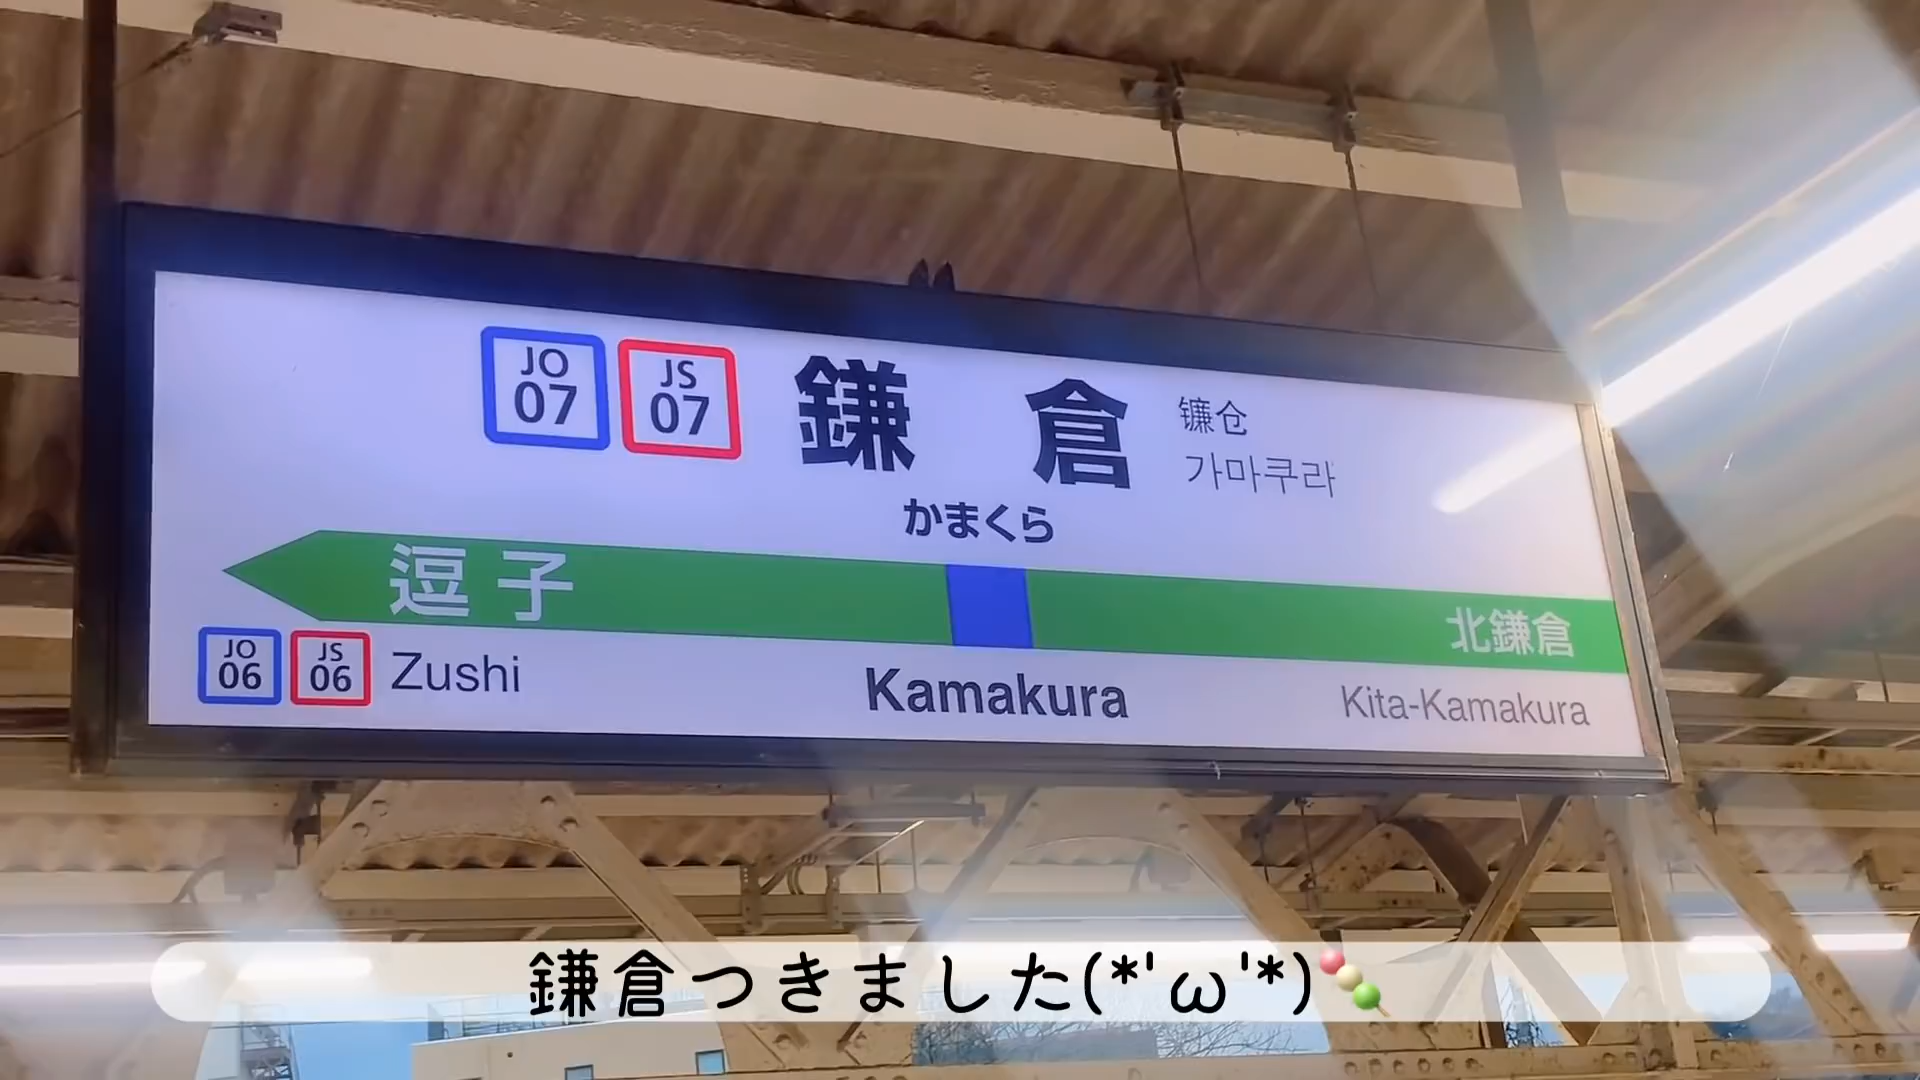 JO
07
JS
07
鎌倉
镰仓
가마쿠라
かまくら
逗子
北鎌倉
JO
06
JS
06
Zushi
Kamakura
Kita-Kamakura
鎌倉つきました(*'ω'*)🍡